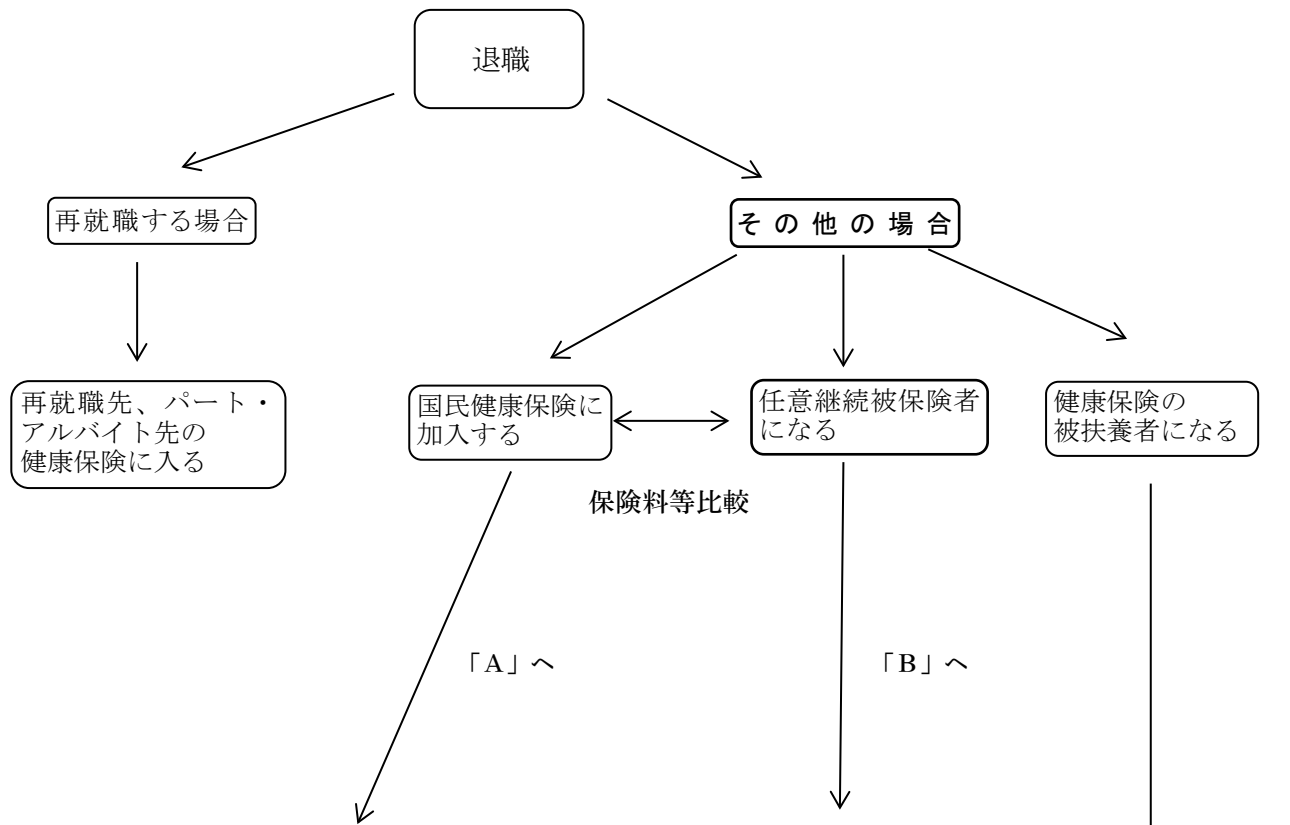 退職
再就職する場合
その他の場合
再就職先、パート・
アルバイト先の
健康保険に入る
国民健康保険に
加入する
任意継続被保険者
になる
健康保険の
被扶養者になる
保険料等比較
「A」へ
「B」へ